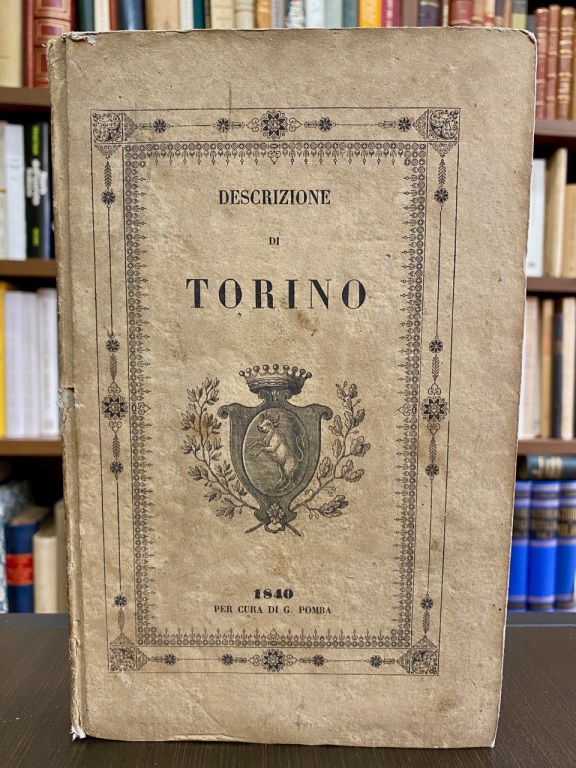 DESCRIZIONE
DI
TORINO
1840
PER CURA DI G. POMBA